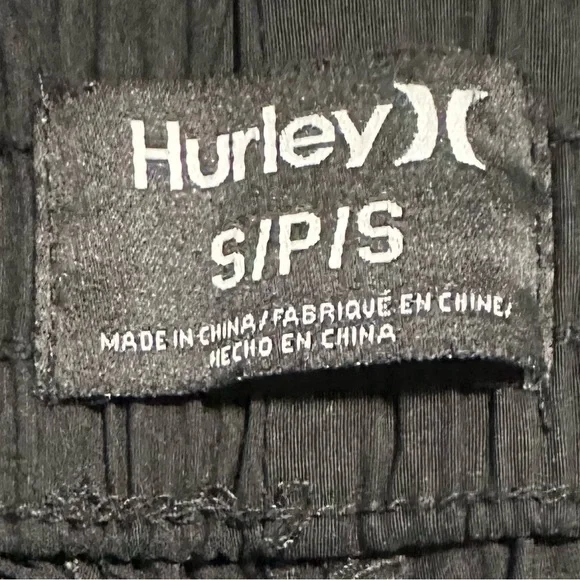 Hurley
S/P/S
MADE IN CHINA/FABRIQUÉ EN CHINE/
HECHO EN CHINA